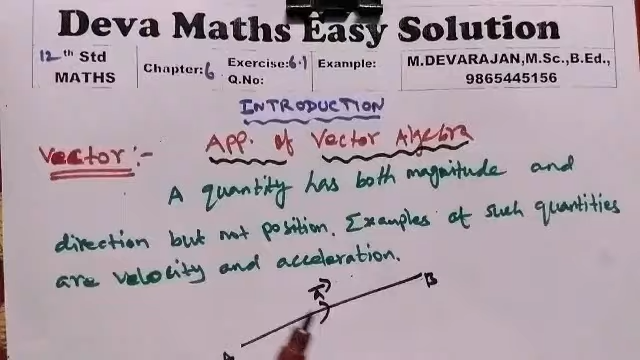 Deva Maths Easy Solution
12th Std
MATHS
Chapter: 6
Exercise: 6.1
Q.No:
Example:
M.DEVARAJAN,M.Sc.,B.Ed.,
9865445156
INTRODUCTION
App. of Vector Algebra
Vector :-
A quantity has both magnitude and
direction but not position. Examples of such quantities
are velocity and acceleration.
a
B
A